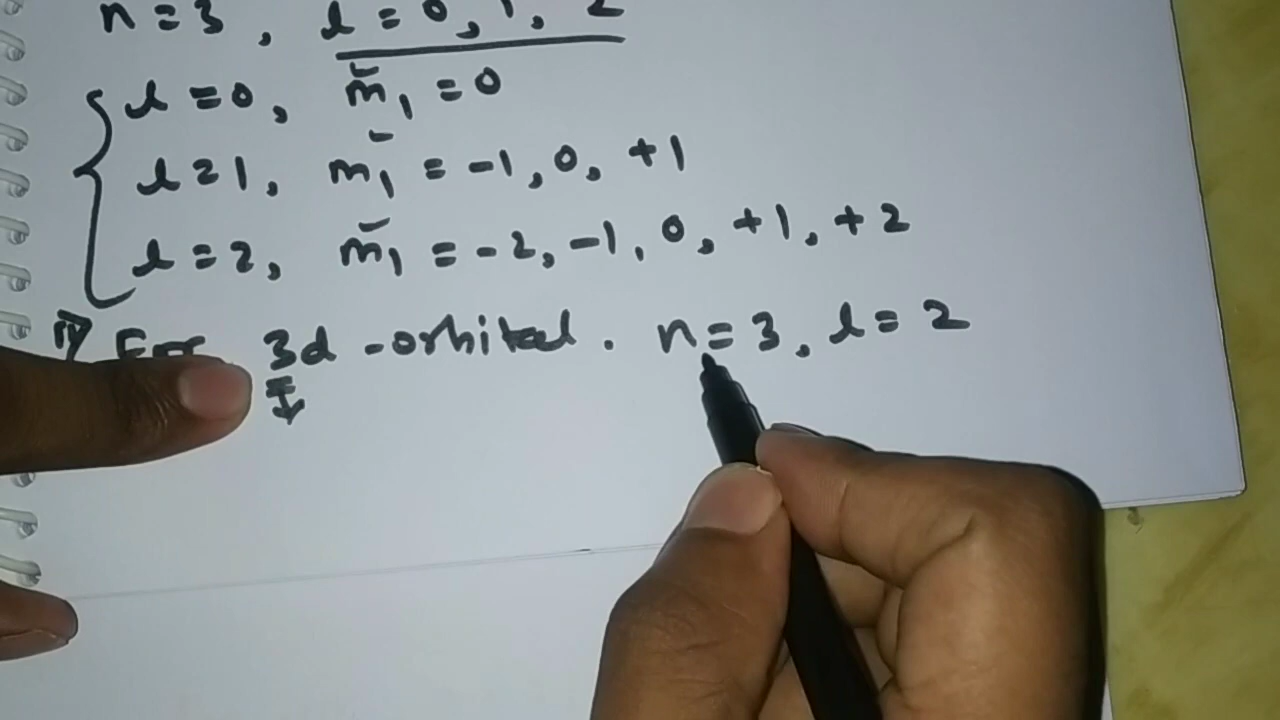 n = 3, l = 0, 1, 2
l = 0, m₁ = 0
l = 1, m₁ = -1, 0, +1
l = 2, m₁ = -2, -1, 0, +1, +2
For 3d - orbital. n = 3, l = 2